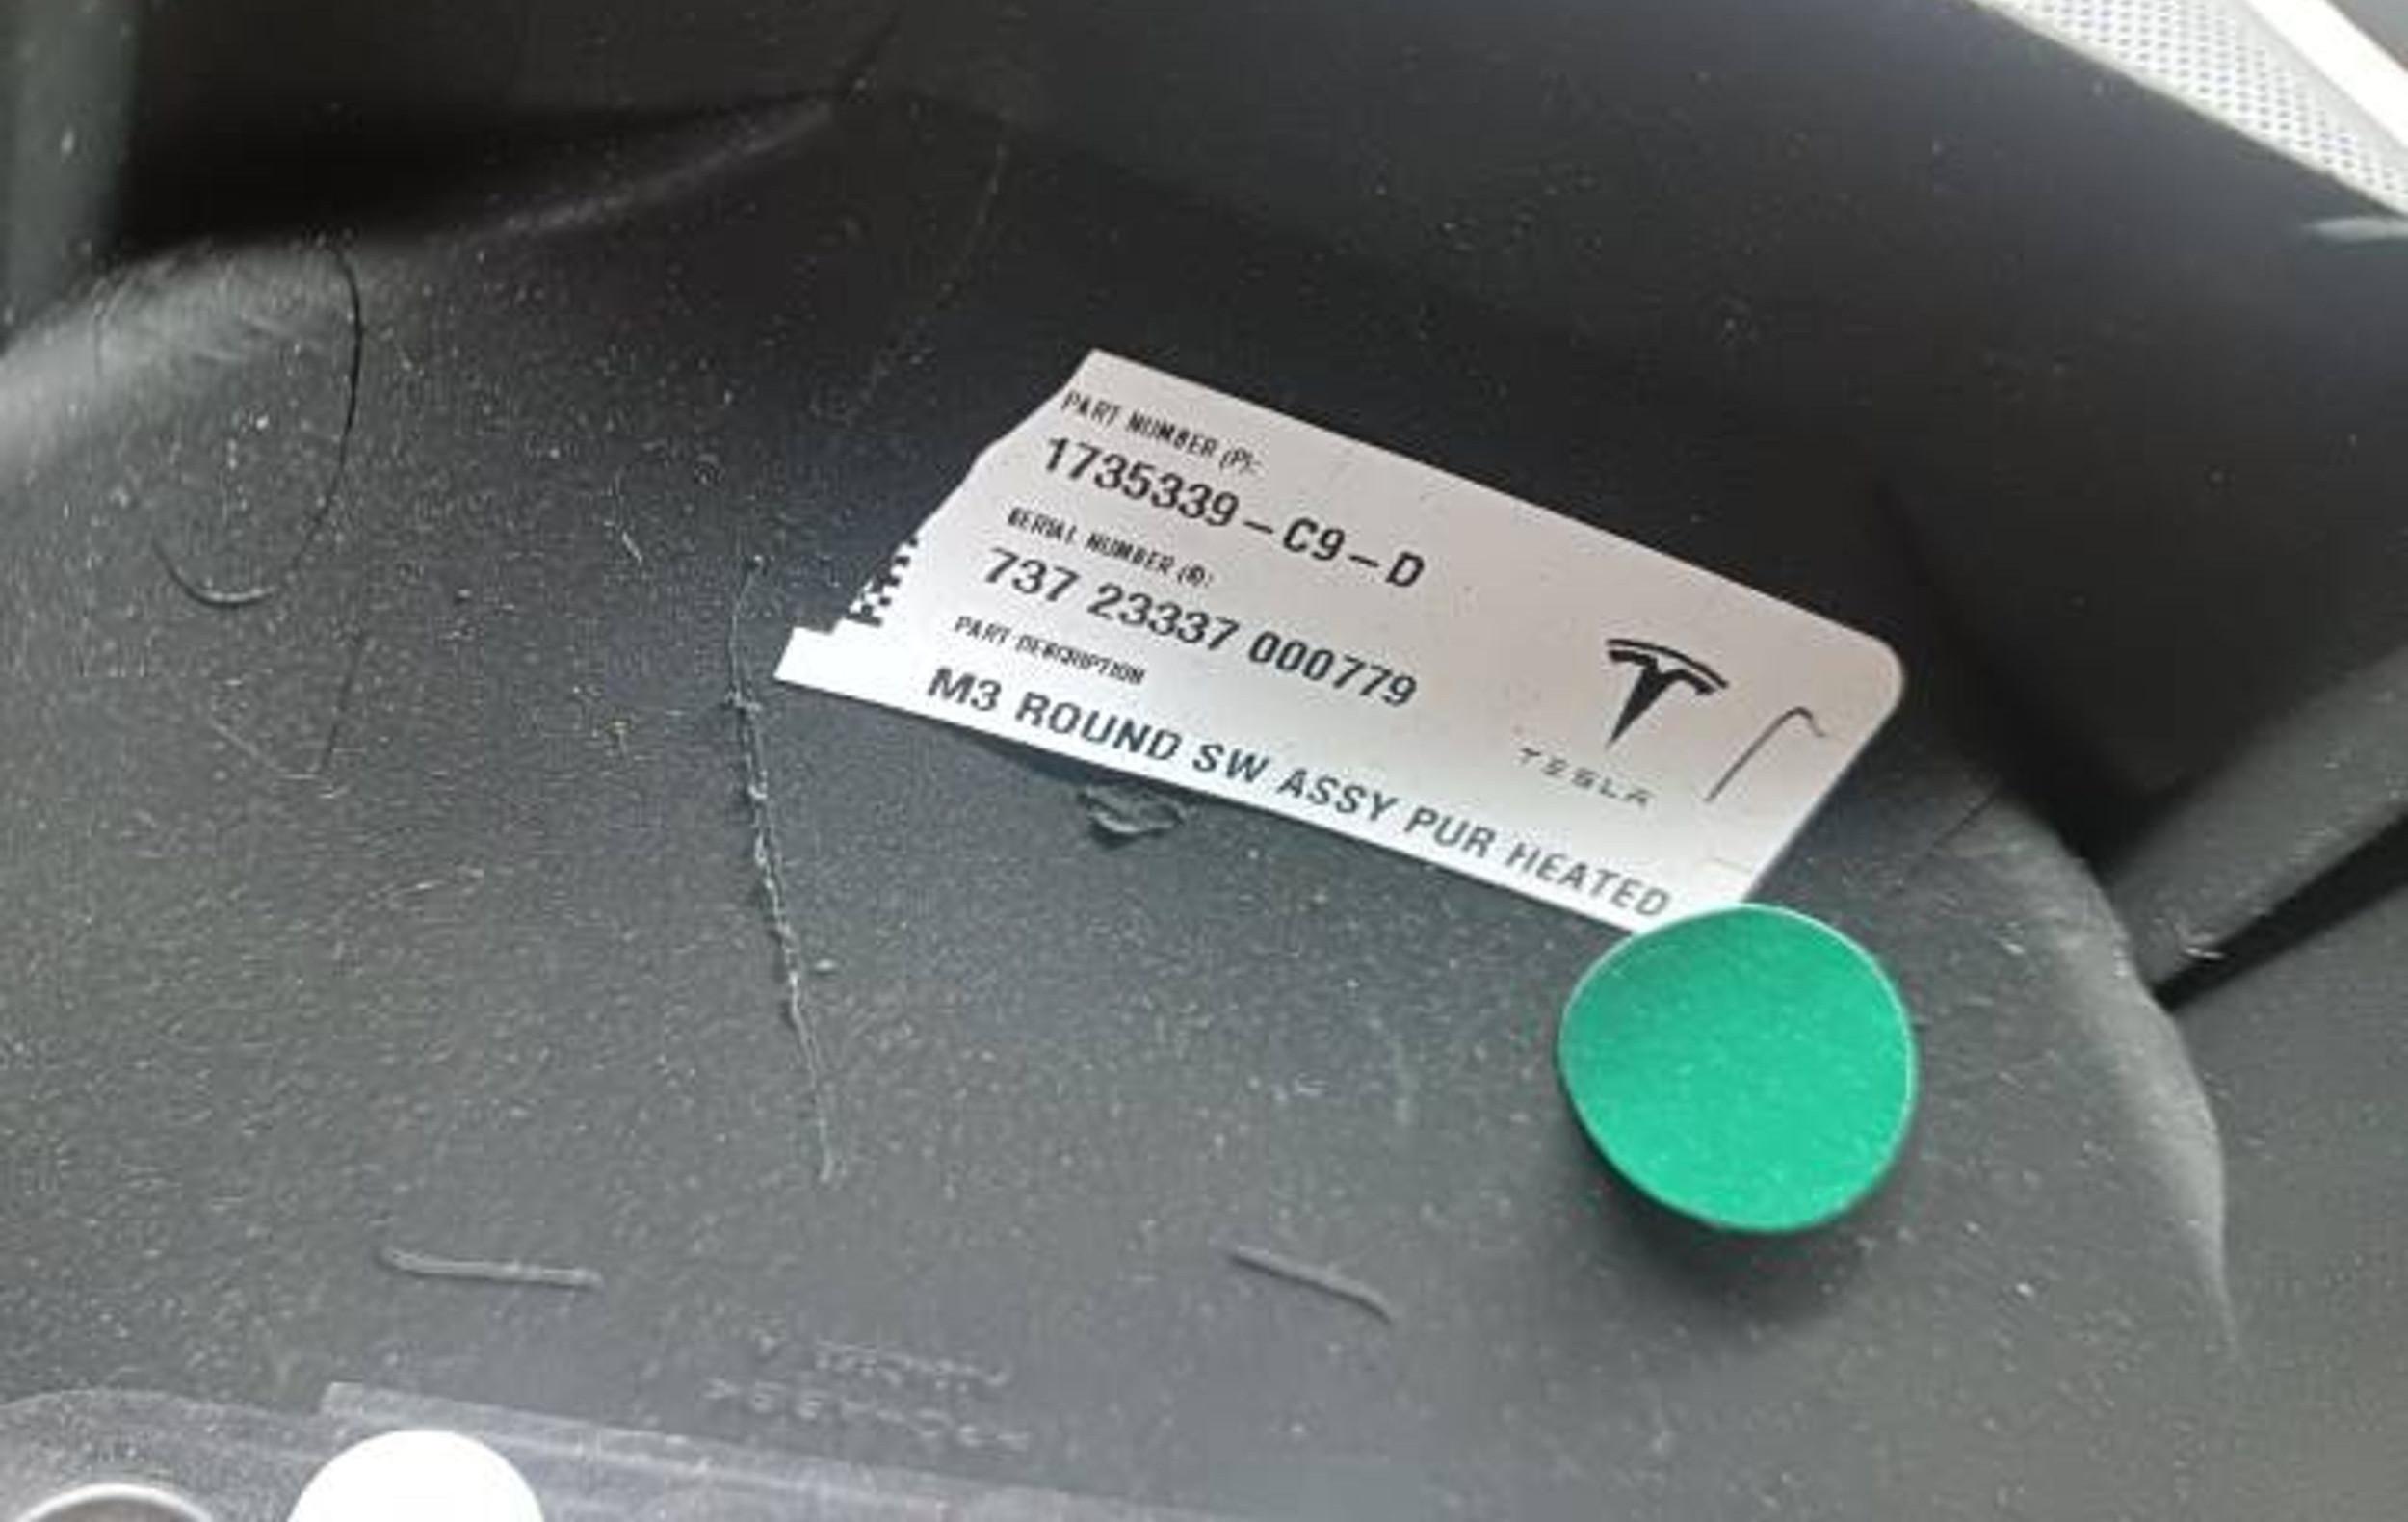 PART NUMBER (P):
1735339-C9-D
SERIAL NUMBER (S):
737 23337 000779
PART DESCRIPTION
M3 ROUND SW ASSY PUR HEATED
TESLA